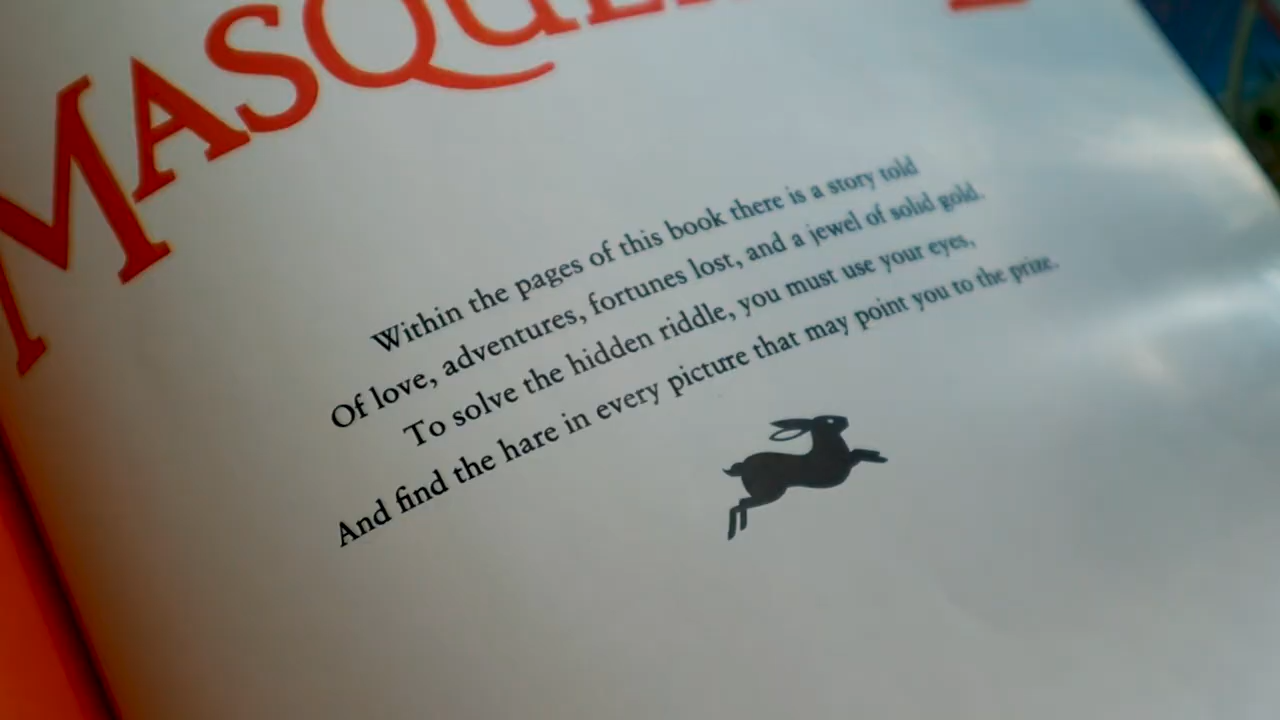 MASQUE
Within the pages of this book there is a story told
Of love, adventures, fortunes lost, and a jewel of solid gold.
To solve the hidden riddle, you must use your eyes,
And find the hare in every picture that may point you to the prize.